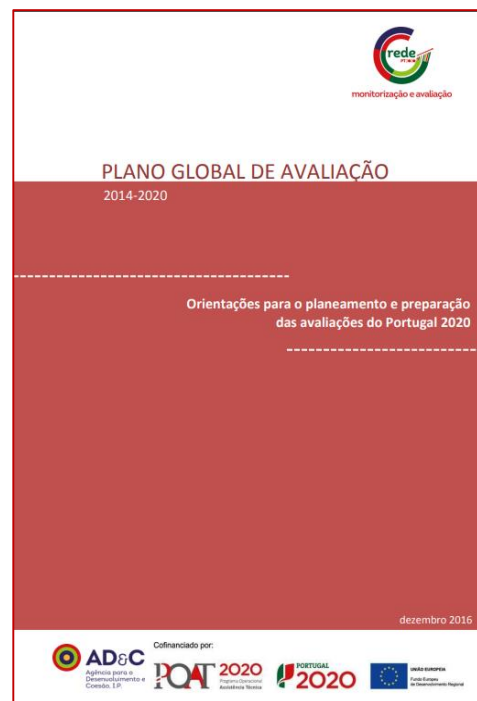 rede
PT2020
monitorização e avaliação
PLANO GLOBAL DE AVALIAÇÃO
2014-2020
Orientações para o planeamento e preparação
das avaliações do Portugal 2020
dezembro 2016
Cofinanciado por:
AD&C
Agência para o
Desenvolvimento e
Coesão, I.P.
POAT 2020
Programa Operacional
Assistência Técnica
PORTUGAL
2020
UNIÃO EUROPEIA
Fundo Europeu
de Desenvolvimento Regional